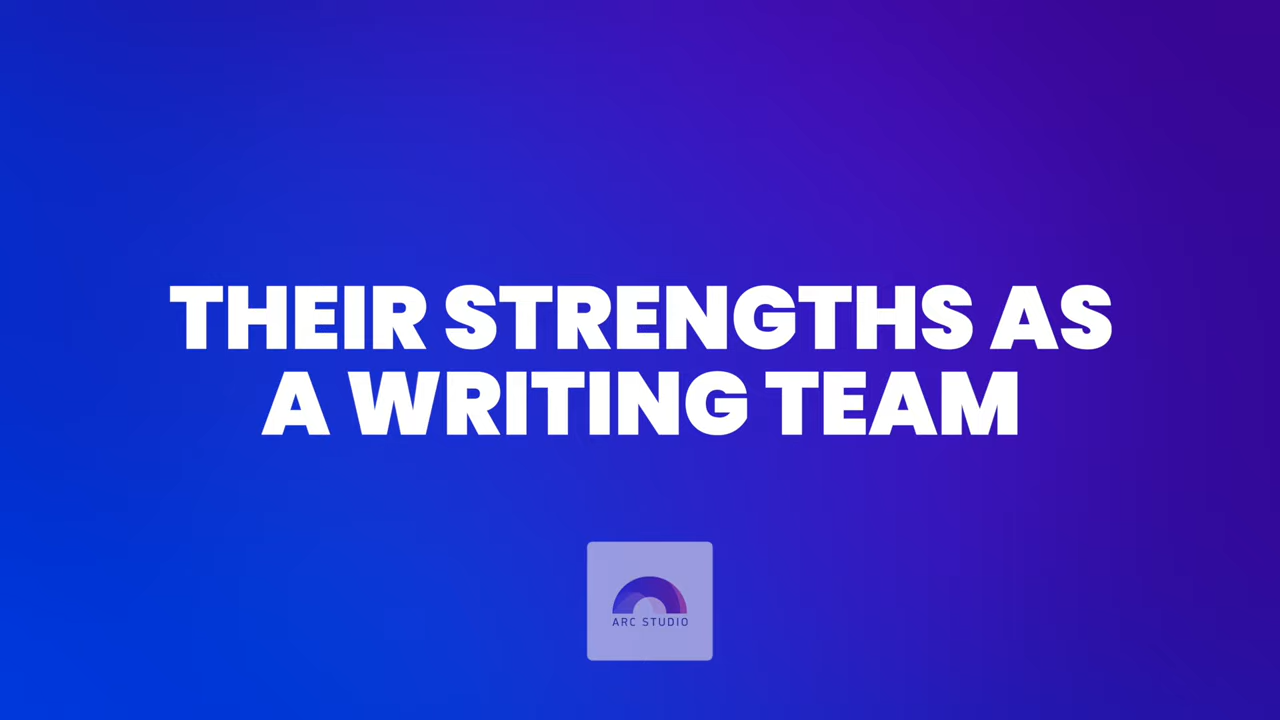 THEIR STRENGTHS AS
A WRITING TEAM
ARC STUDIO